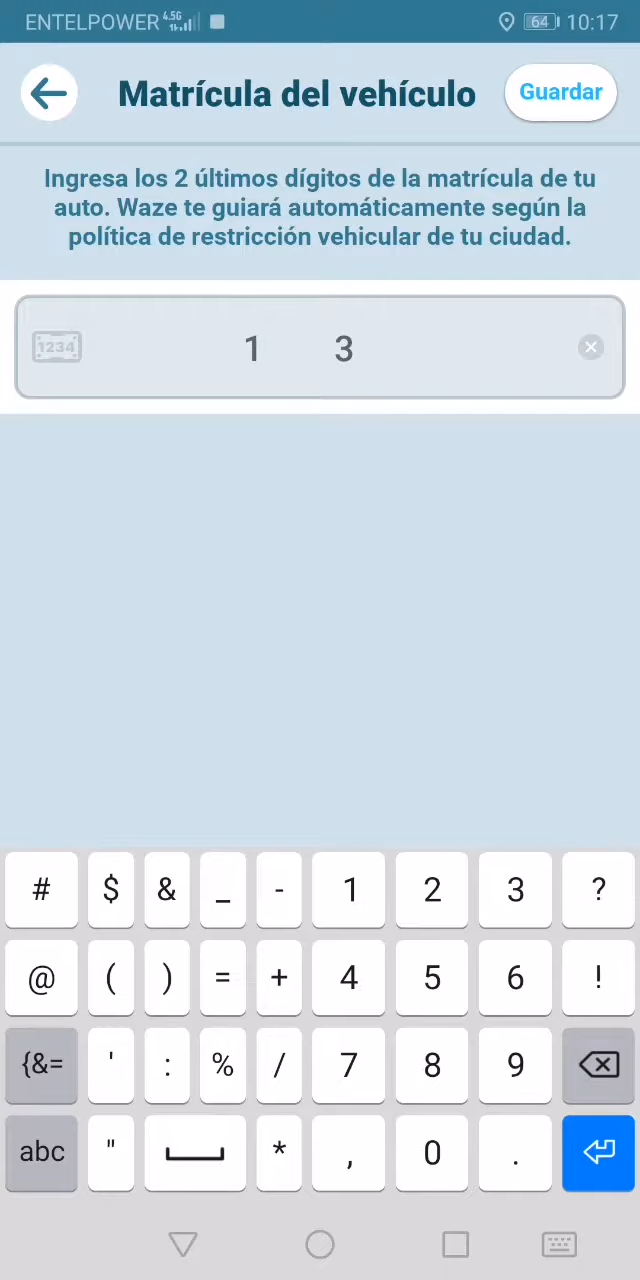 ENTELPOWER 4.5G 64 10:17
Matrícula del vehículo Guardar
Ingresa los 2 últimos dígitos de la matrícula de tu
auto. Waze te guiará automáticamente según la
política de restricción vehicular de tu ciudad.
1234 1 3
# $ & _ - 1 2 3 ?
@ ( ) = + 4 5 6 !
{&= ' : % / 7 8 9
abc " * , 0 .